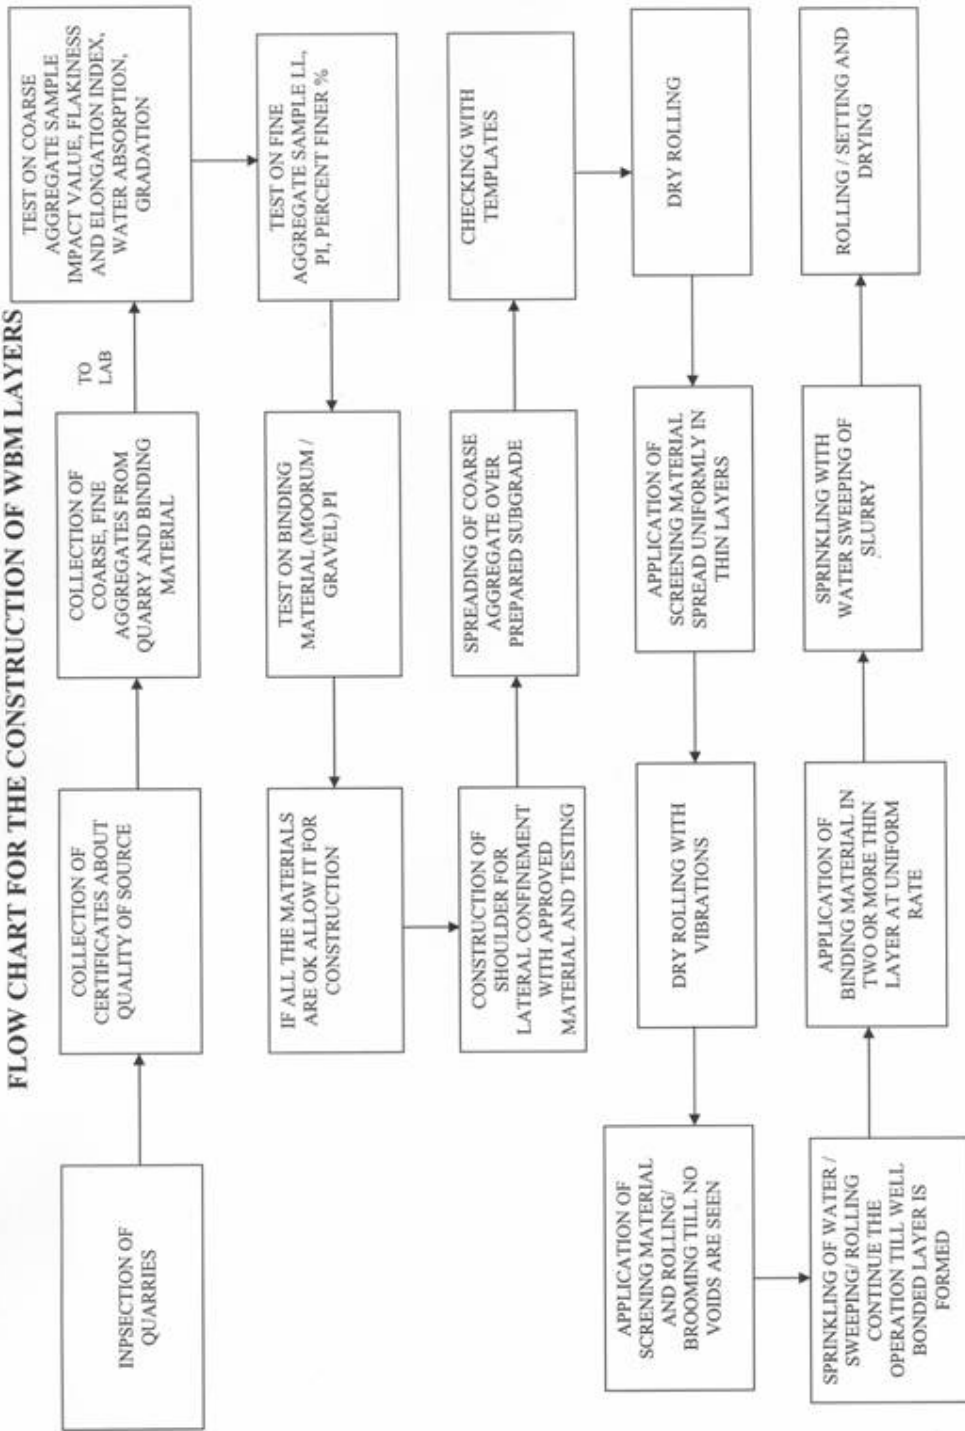 FLOW CHART FOR THE CONSTRUCTION OF WBM LAYERS
INPSECTION OF
QUARRIES
COLLECTION OF
CERTIFICATES ABOUT
QUALITY OF SOURCE
COLLECTION OF
COARSE, FINE
AGGREGATES FROM
QUARRY AND BINDING
MATERIAL
TO
LAB
TEST ON COARSE
AGGREGATE SAMPLE
IMPACT VALUE, FLAKINESS
AND ELONGATION INDEX,
WATER ABSORPTION,
GRADATION
TEST ON FINE
AGGREGATE SAMPLE LL,
PI, PERCENT FINER %
TEST ON BINDING
MATERIAL (MOORUM /
GRAVEL) PI
IF ALL THE MATERIALS
ARE OK ALLOW IT FOR
CONSTRUCTION
CONSTRUCTION OF
SHOULDER FOR
LATERAL CONFINEMENT
WITH APPROVED
MATERIAL AND TESTING
SPREADING OF COARSE
AGGREGATE OVER
PREPARED SUBGRADE
CHECKING WITH
TEMPLATES
DRY ROLLING
APPLICATION OF
SCREENING MATERIAL
SPREAD UNIFORMLY IN
THIN LAYERS
DRY ROLLING WITH
VIBRATIONS
APPLICATION OF
SCRENING MATERIAL
AND ROLLING/
BROOMING TILL NO
VOIDS ARE SEEN
SPRINKLING OF WATER /
SWEEPING/ ROLLING
CONTINUE THE
OPERATION TILL WELL
BONDED LAYER IS
FORMED
APPLICATION OF
BINDING MATERIAL IN
TWO OR MORE THIN
LAYER AT UNIFORM
RATE
SPRINKLING WITH
WATER SWEEPING OF
SLURRY
ROLLING / SETTING AND
DRYING